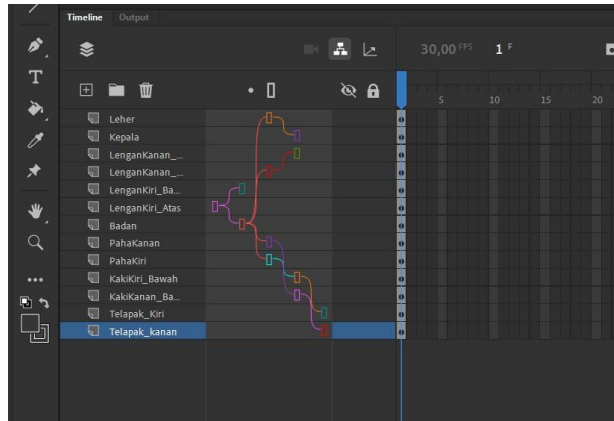 Timeline Output
30,00 FPS 1 F
5 10 15 20
Leher
Kepala
LenganKanan_...
LenganKanan_...
LenganKiri_Ba...
LenganKiri_Atas
Badan
PahaKanan
PahaKiri
KakiKiri_Bawah
KakiKanan_Ba...
Telapak_Kiri
Telapak_kanan